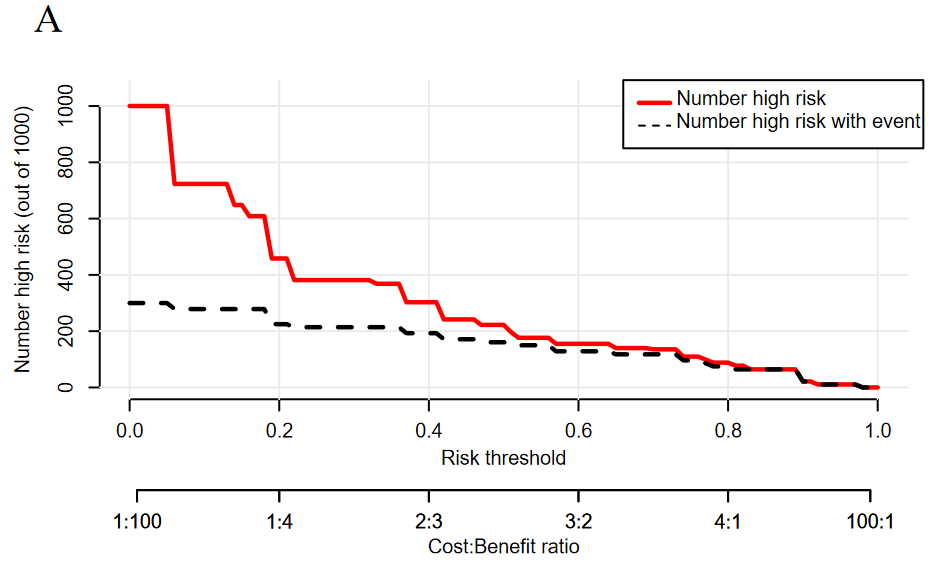 A
Number high risk
Number high risk with event
Number high risk (out of 1000)
1000
800
600
400
200
0
0.0 0.2 0.4 0.6 0.8 1.0
Risk threshold
1:100 1:4 2:3 3:2 4:1 100:1
Cost:Benefit ratio